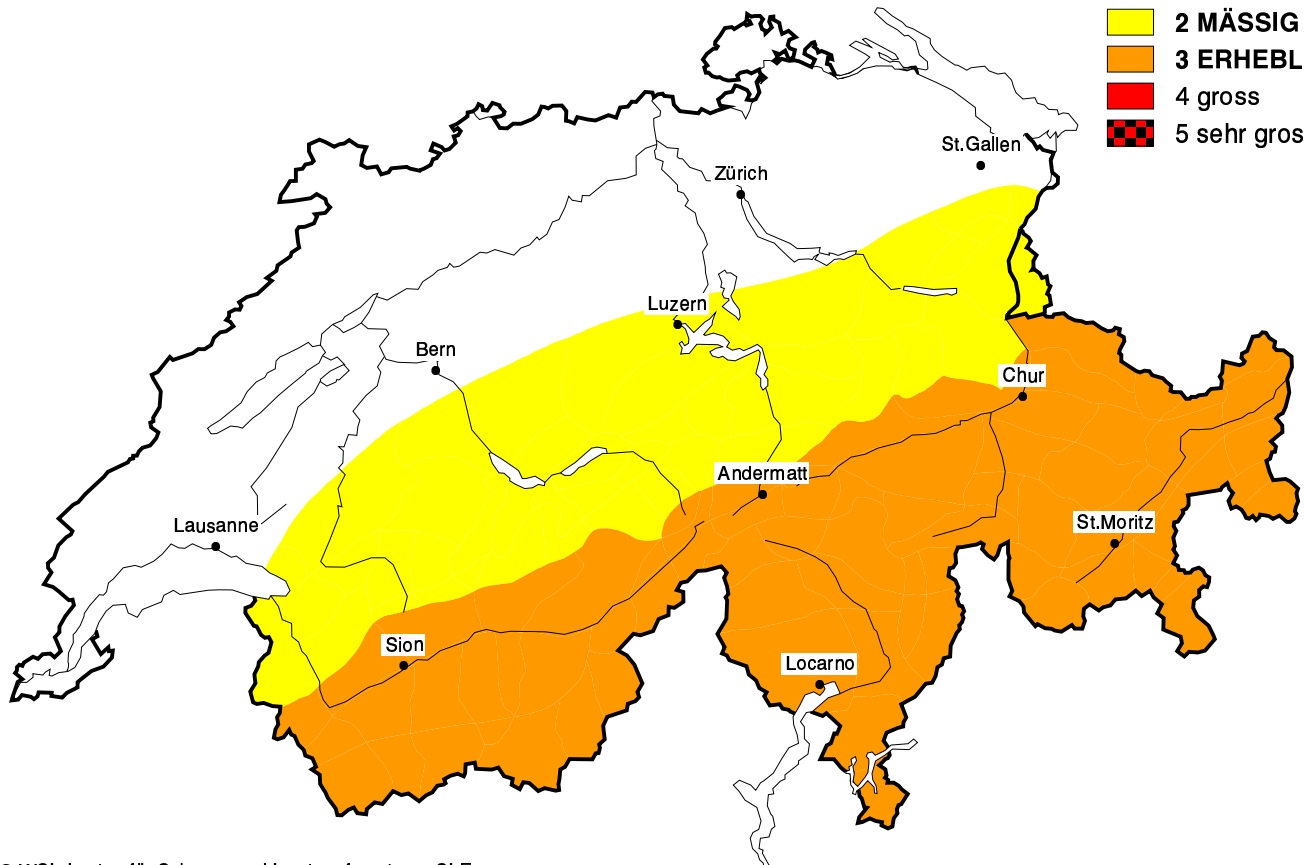 2 MÄSSIG
3 ERHEBL
4 gross
5 sehr gros
St.Gallen
Zürich
Luzern
Bern
Chur
Andermatt
Lausanne
St.Moritz
Sion
Locarno